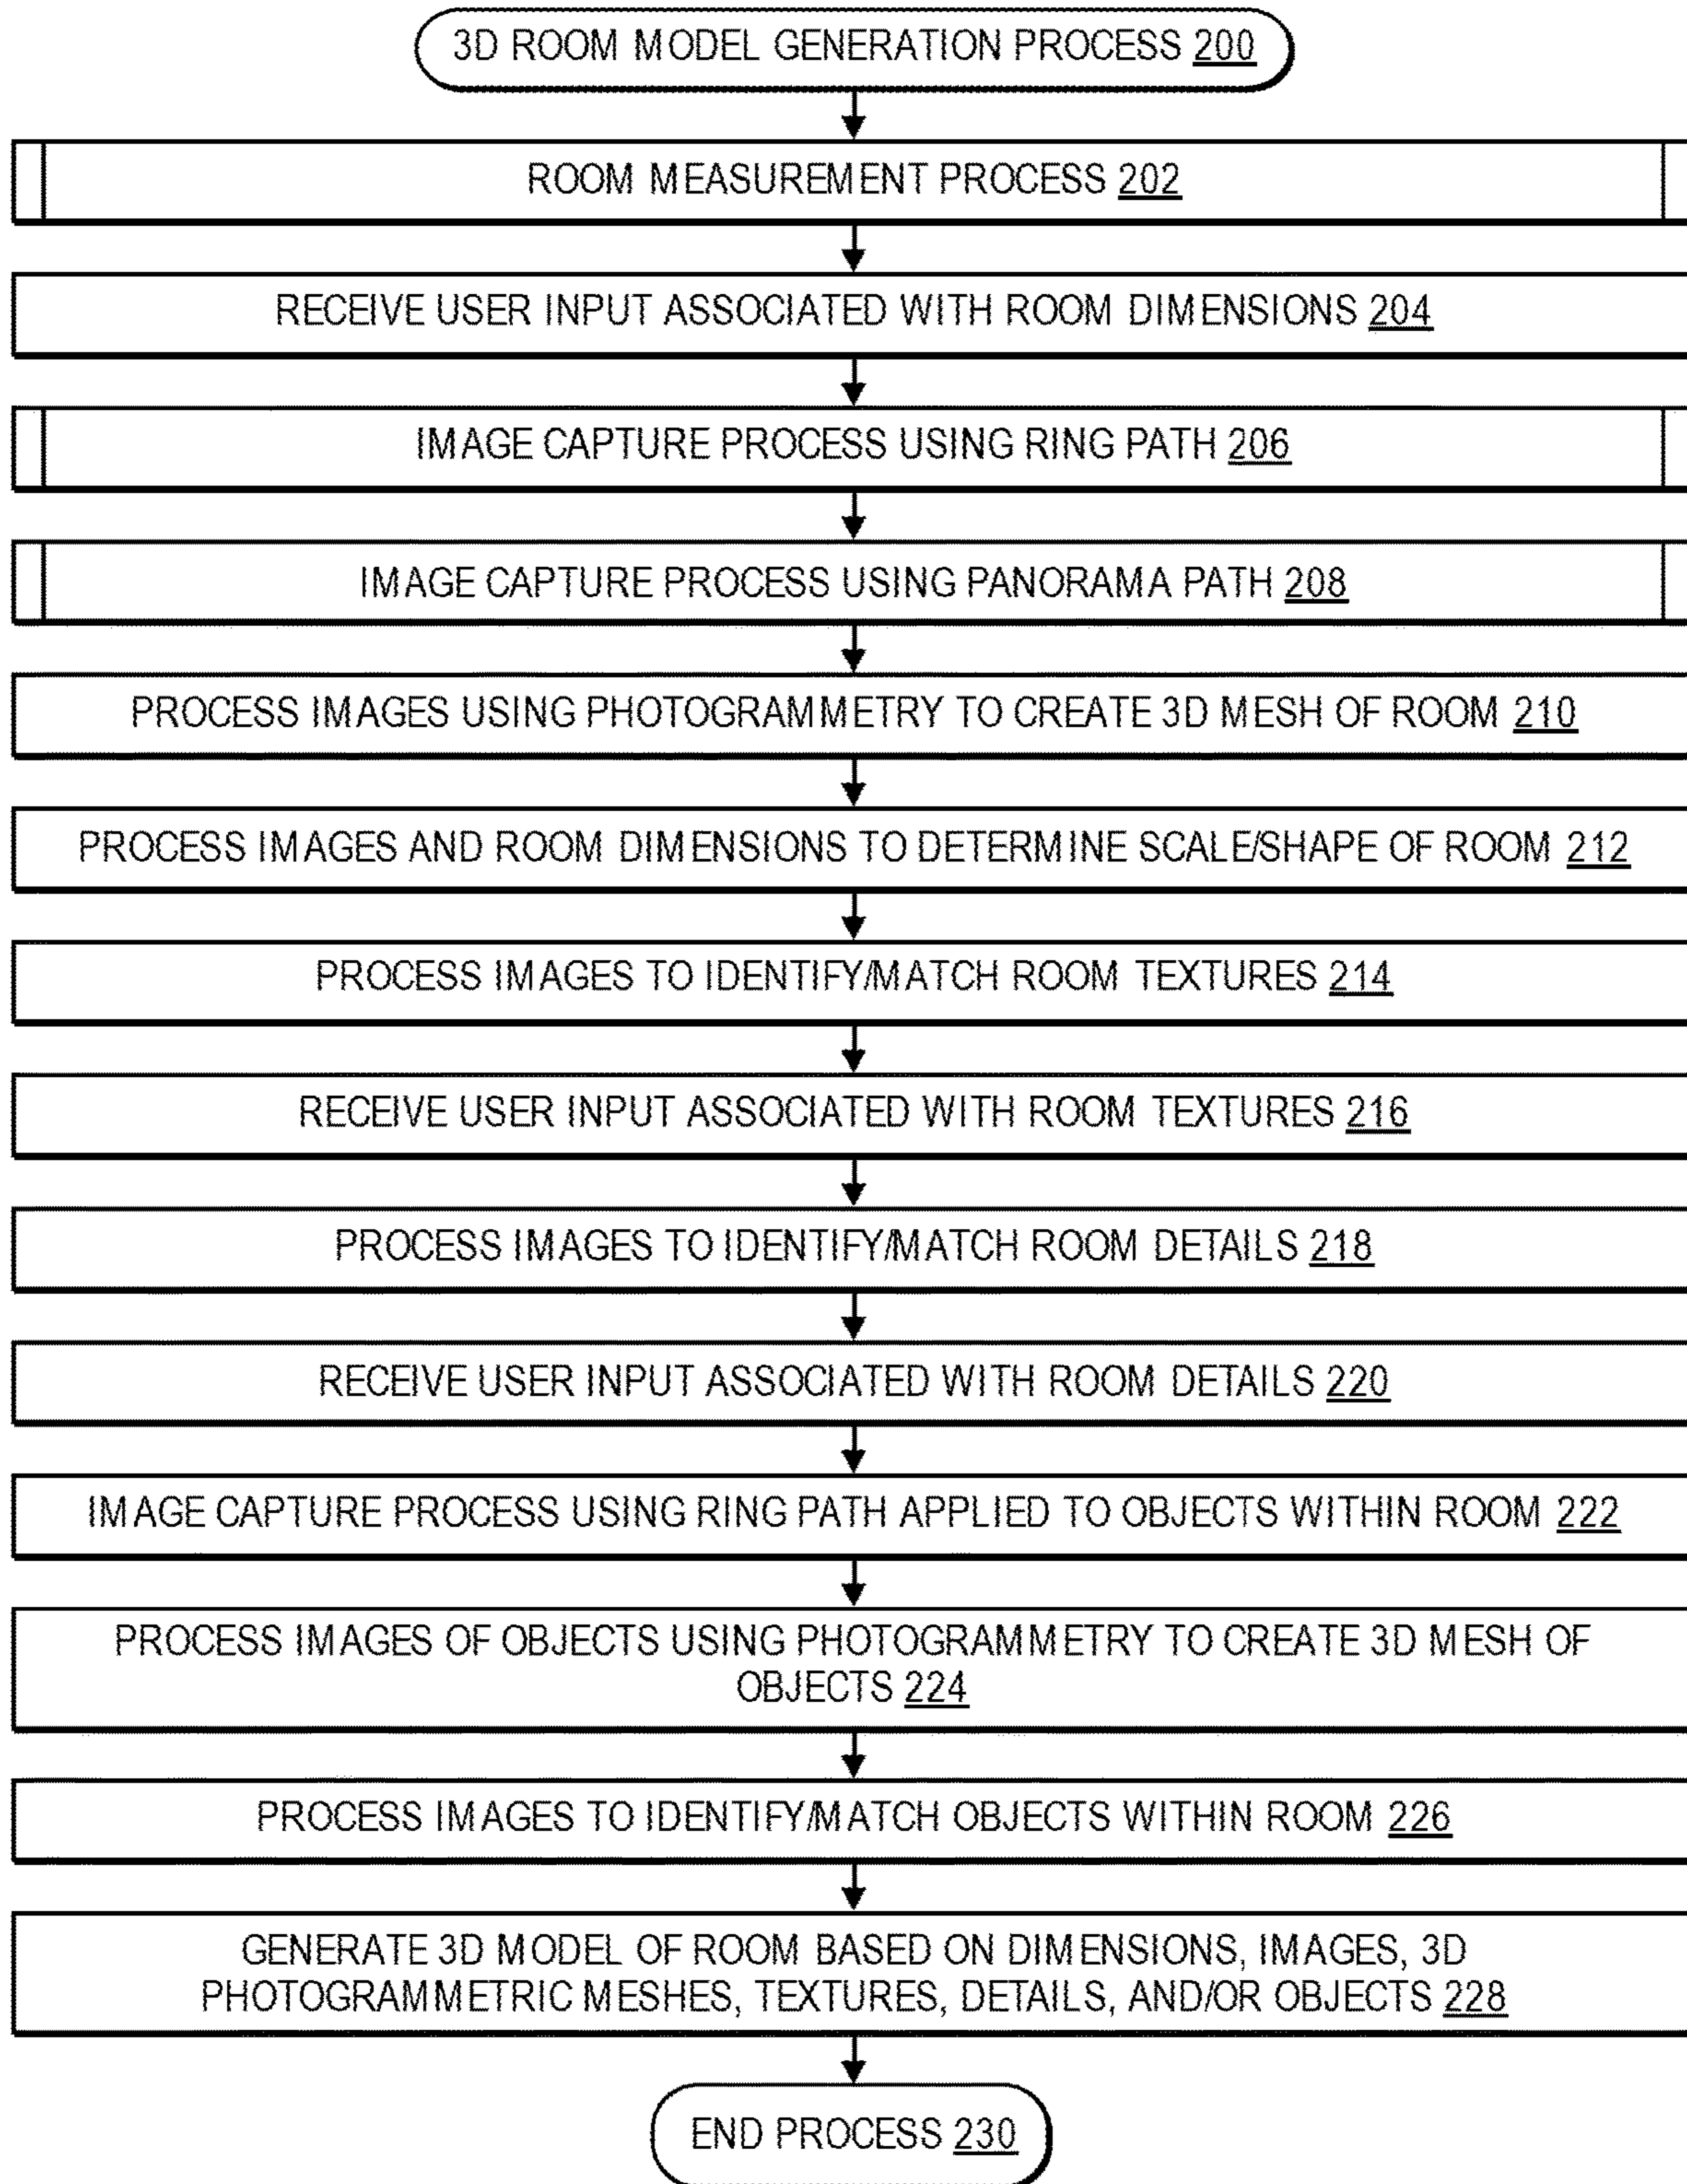 3D ROOM MODEL GENERATION PROCESS 200
ROOM MEASUREMENT PROCESS 202
RECEIVE USER INPUT ASSOCIATED WITH ROOM DIMENSIONS 204
IMAGE CAPTURE PROCESS USING RING PATH 206
IMAGE CAPTURE PROCESS USING PANORAMA PATH 208
PROCESS IMAGES USING PHOTOGRAMMETRY TO CREATE 3D MESH OF ROOM 210
PROCESS IMAGES AND ROOM DIMENSIONS TO DETERMINE SCALE/SHAPE OF ROOM 212
PROCESS IMAGES TO IDENTIFY/MATCH ROOM TEXTURES 214
RECEIVE USER INPUT ASSOCIATED WITH ROOM TEXTURES 216
PROCESS IMAGES TO IDENTIFY/MATCH ROOM DETAILS 218
RECEIVE USER INPUT ASSOCIATED WITH ROOM DETAILS 220
IMAGE CAPTURE PROCESS USING RING PATH APPLIED TO OBJECTS WITHIN ROOM 222
PROCESS IMAGES OF OBJECTS USING PHOTOGRAMMETRY TO CREATE 3D MESH OF
OBJECTS 224
PROCESS IMAGES TO IDENTIFY/MATCH OBJECTS WITHIN ROOM 226
GENERATE 3D MODEL OF ROOM BASED ON DIMENSIONS, IMAGES, 3D
PHOTOGRAMMETRIC MESHES, TEXTURES, DETAILS, AND/OR OBJECTS 228
END PROCESS 230